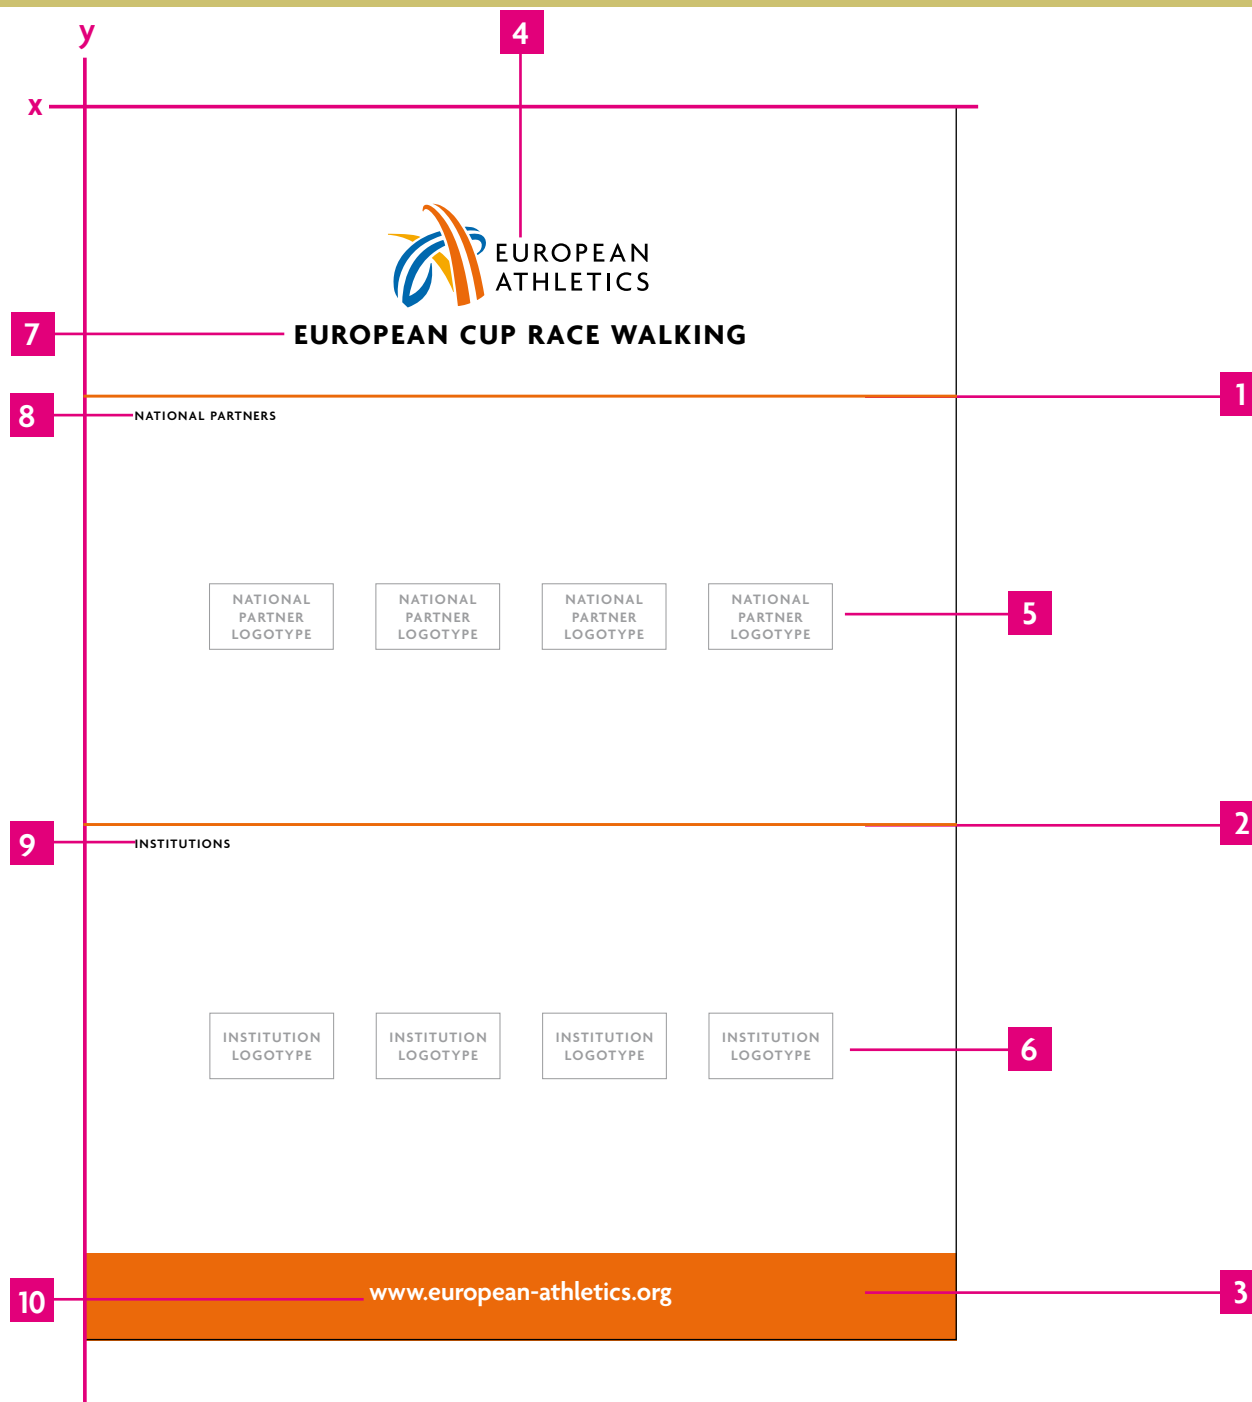 y
4
x
EUROPEAN
ATHLETICS
7
EUROPEAN CUP RACE WALKING
1
8
NATIONAL PARTNERS
NATIONAL
PARTNER
LOGOTYPE
NATIONAL
PARTNER
LOGOTYPE
NATIONAL
PARTNER
LOGOTYPE
NATIONAL
PARTNER
LOGOTYPE
5
2
9
INSTITUTIONS
INSTITUTION
LOGOTYPE
INSTITUTION
LOGOTYPE
INSTITUTION
LOGOTYPE
INSTITUTION
LOGOTYPE
6
10
www.european-athletics.org
3